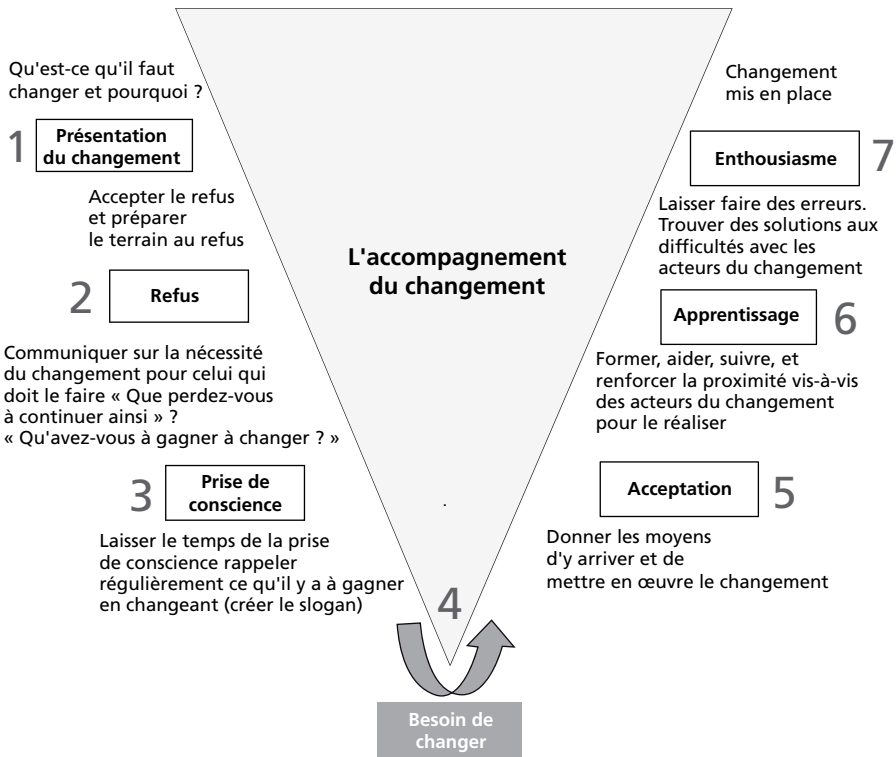 Qu'est-ce qu'il faut
changer et pourquoi ?
1
Présentation
du changement
Accepter le refus
et préparer
le terrain au refus
2
Refus
Communiquer sur la nécessité
du changement pour celui qui
doit le faire « Que perdez-vous
à continuer ainsi » ?
« Qu'avez-vous à gagner à changer ? »
3
Prise de
conscience
Laisser le temps de la prise
de conscience rappeler
régulièrement ce qu'il y a à gagner
en changeant (créer le slogan)
L'accompagnement
du changement
.
4
Besoin de
changer
Changement
mis en place
Enthousiasme
7
Laisser faire des erreurs.
Trouver des solutions aux
difficultés avec les
acteurs du changement
Apprentissage
6
Former, aider, suivre, et
renforcer la proximité vis-à-vis
des acteurs du changement
pour le réaliser
Acceptation
5
Donner les moyens
d'y arriver et de
mettre en œuvre le changement